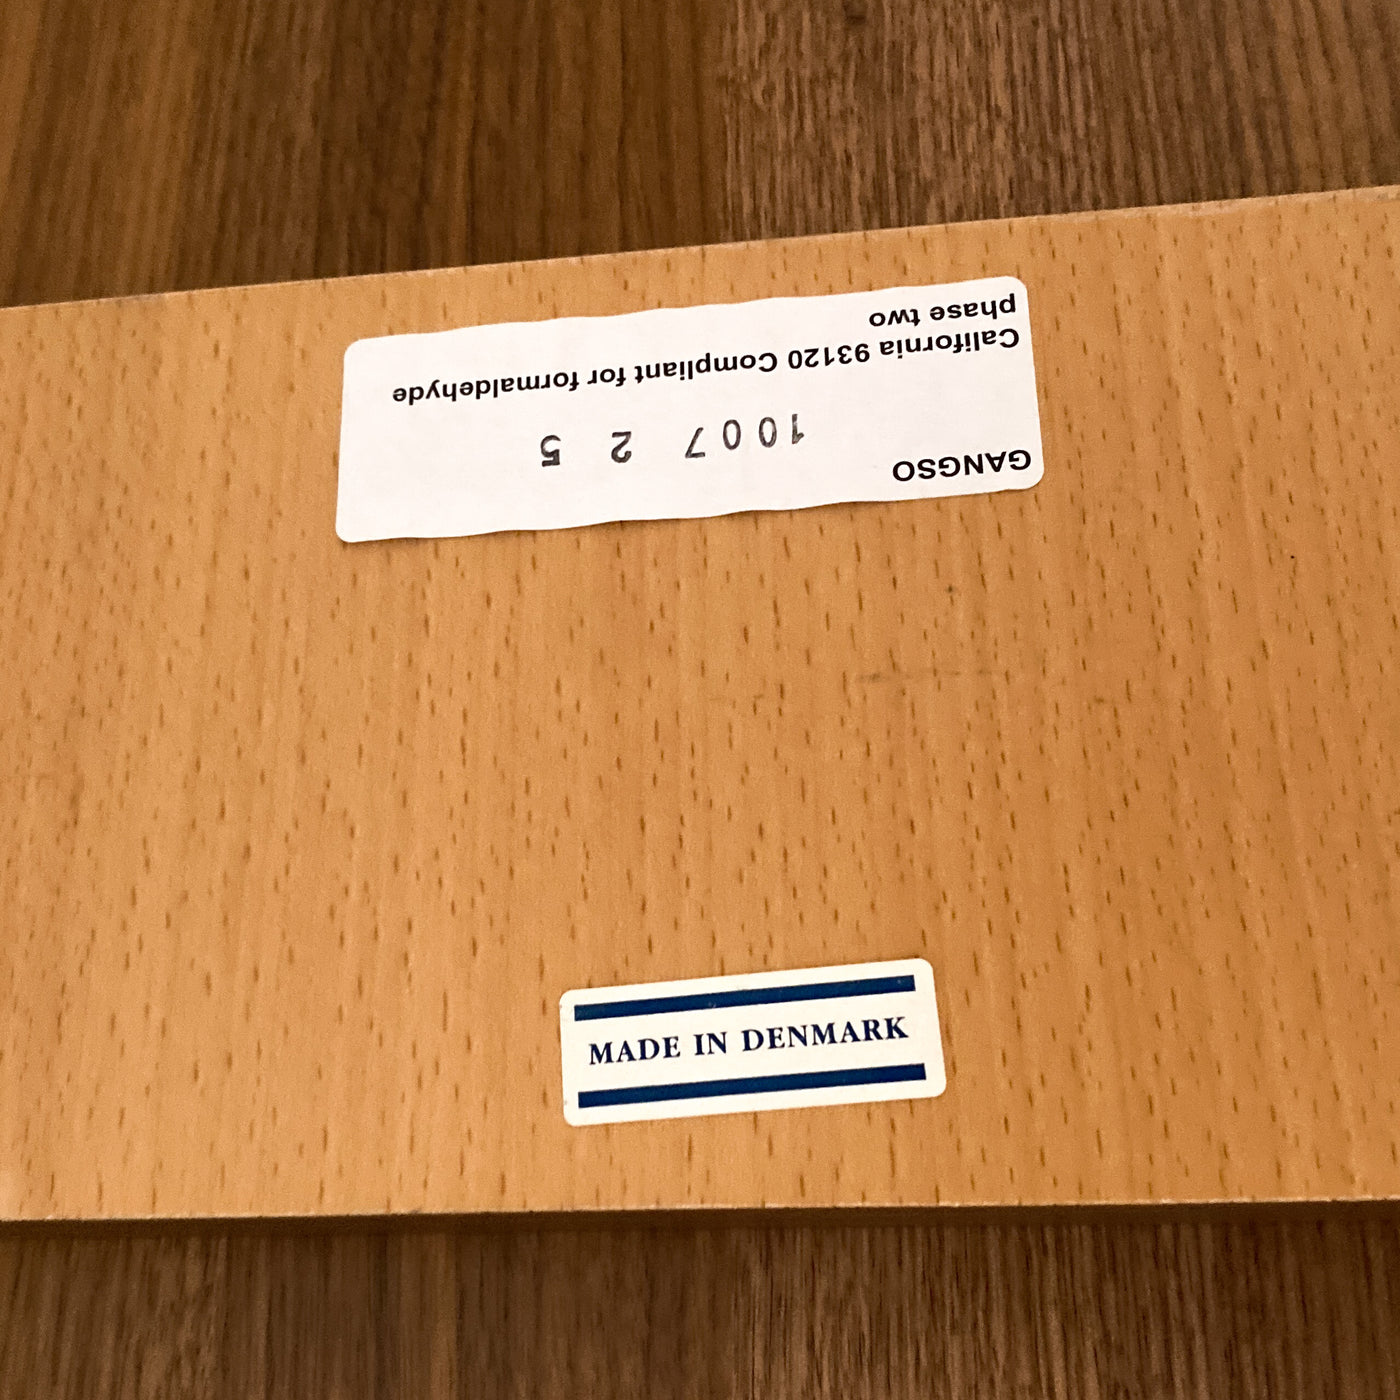 phase two
California 93120 Compliant for formaldehyde
1007 2 5
GANGSO
MADE IN DENMARK